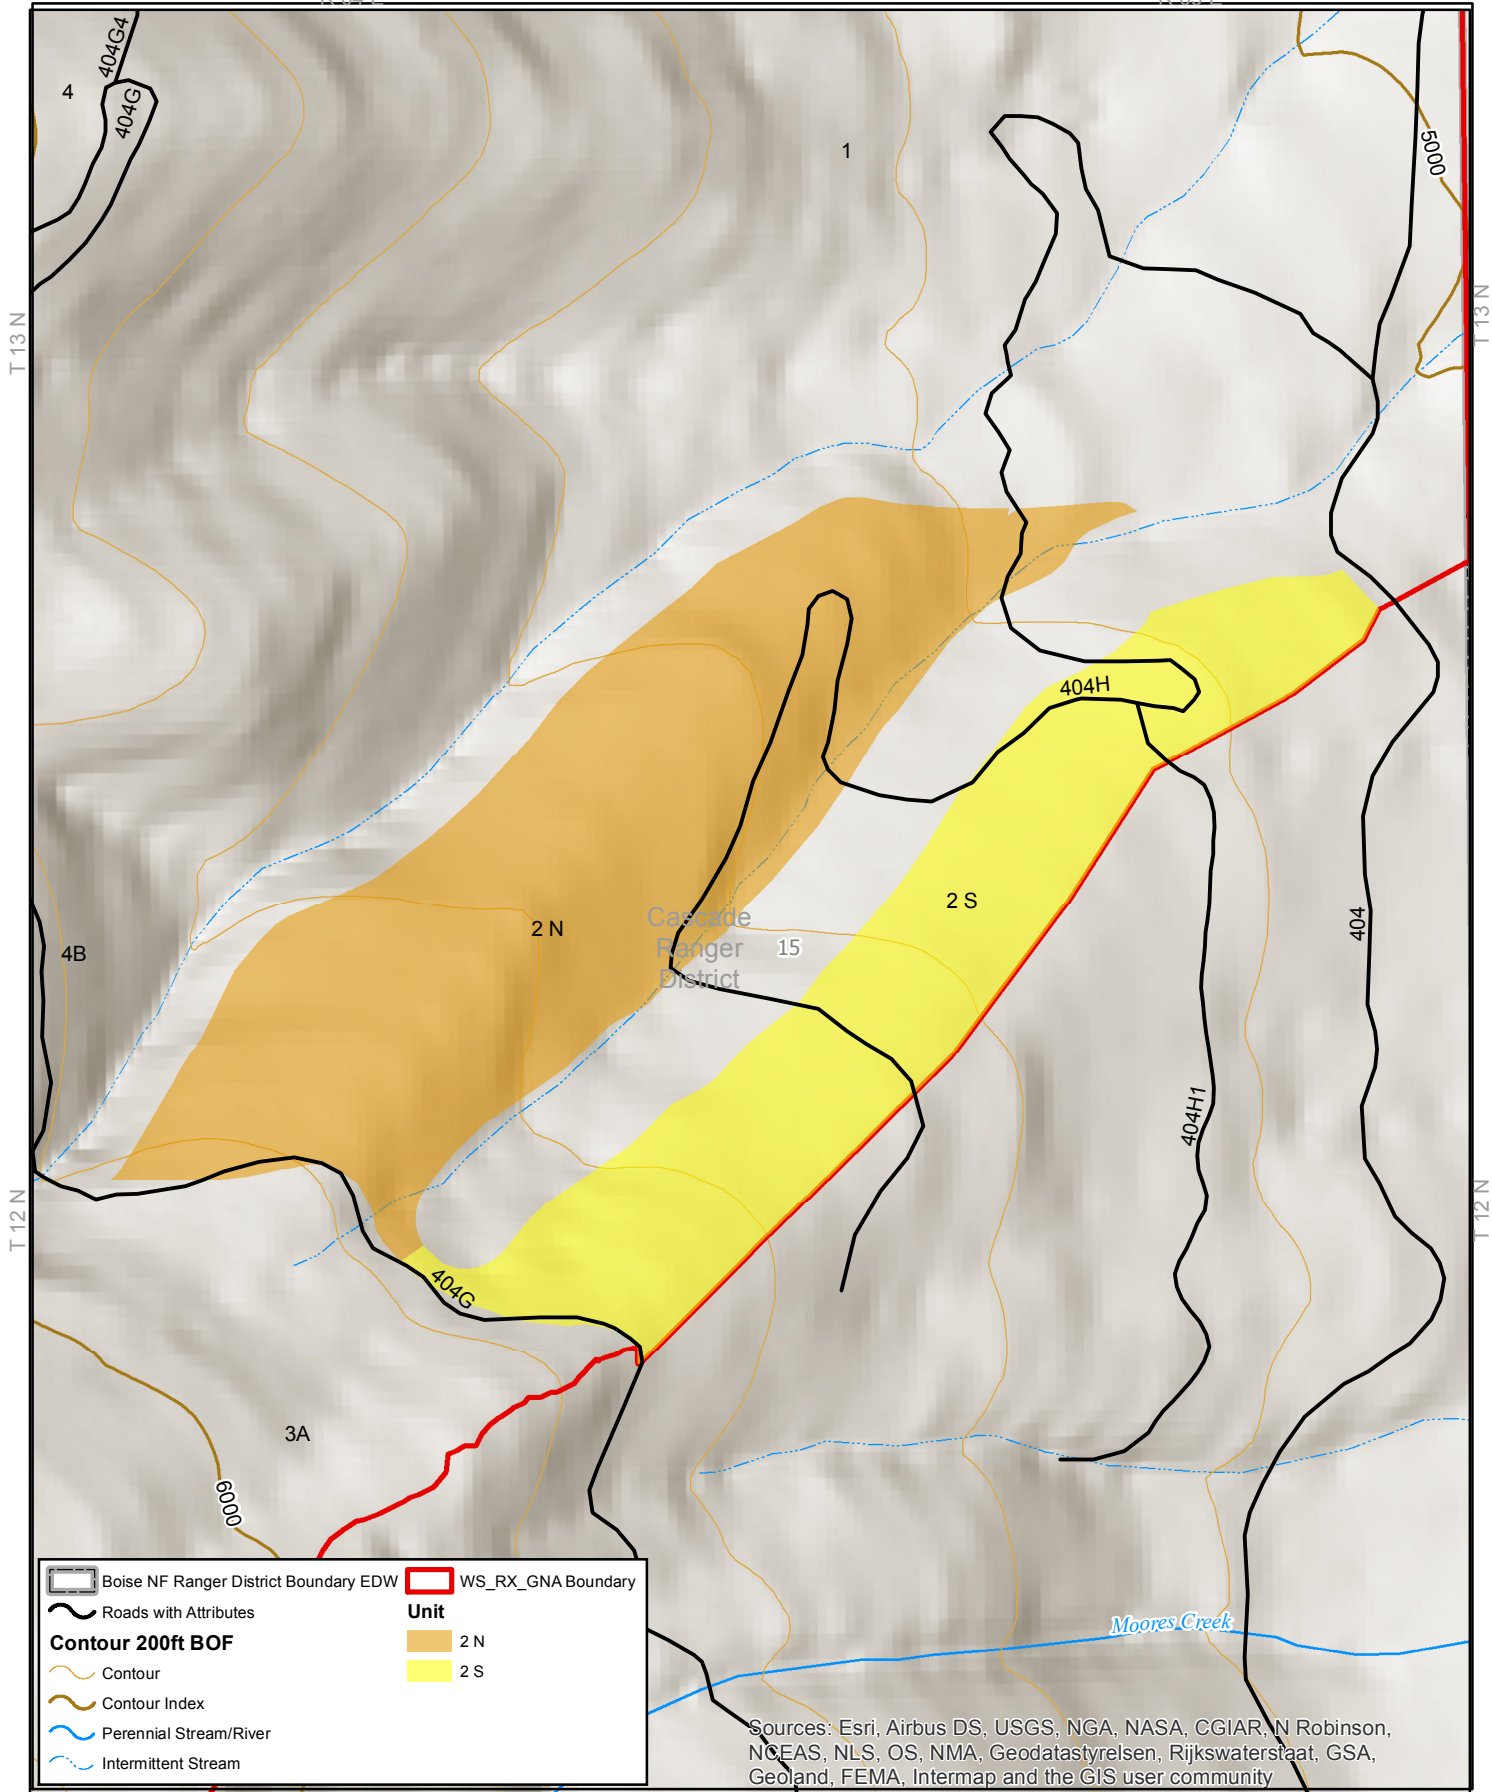 404G4
4
404G
1
5000
T 13 N
T 13 N
404H
2 S
2 N
Cascade
Ranger
District
15
404
4B
404H1
T 12 N
T 12 N
404G
3A
6000
Moores Creek
Boise NF Ranger District Boundary EDW
WS_RX_GNA Boundary
Roads with Attributes
Unit
Contour 200ft BOF
2 N
Contour
2 S
Contour Index
Perennial Stream/River
Intermittent Stream
Sources: Esri, Airbus DS, USGS, NGA, NASA, CGIAR, N Robinson,
NCEAS, NLS, OS, NMA, Geodatastyrelsen, Rijkswaterstaat, GSA,
Geoland, FEMA, Intermap and the GIS user community